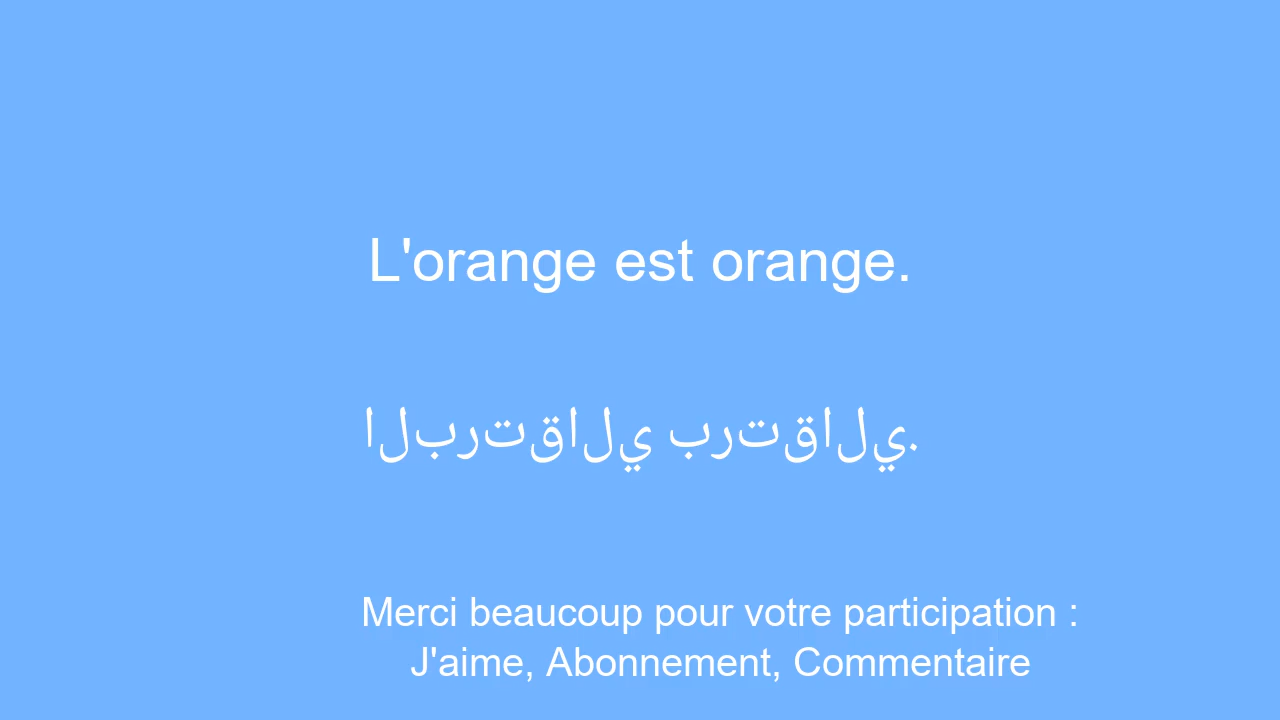 L'orange est orange.
البرتقالي برتقالي.
Merci beaucoup pour votre participation :
J'aime, Abonnement, Commentaire